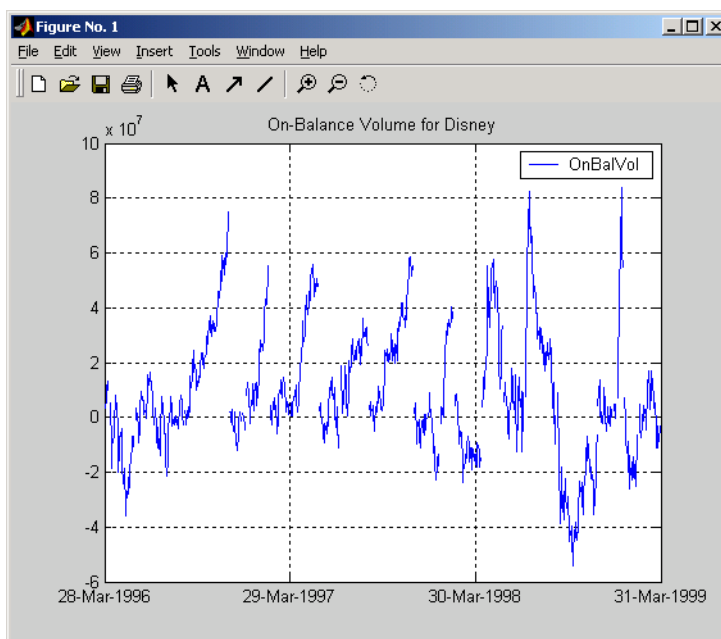 Figure No. 1
File Edit View Insert Tools Window Help
A
On-Balance Volume for Disney
x 10^7
OnBalVol
10
8
6
4
2
0
-2
-4
-6
28-Mar-1996 29-Mar-1997 30-Mar-1998 31-Mar-1999